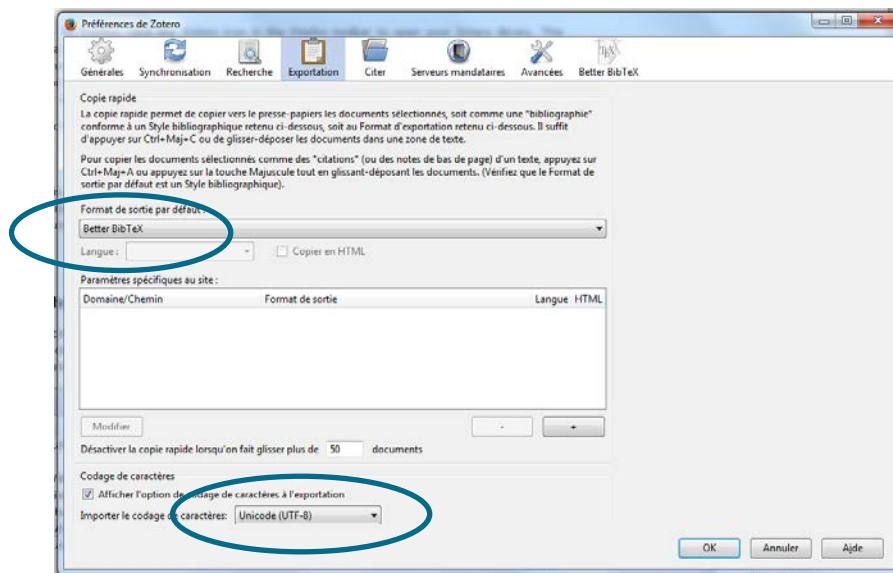 Préférences de Zotero
Générales Synchronisation Recherche Exportation Citer Serveurs mandataires Avancées Better BibTeX
Copie rapide
La copie rapide permet de copier vers le presse-papiers les documents sélectionnés, soit comme une "bibliographie"
conforme à un Style bibliographique retenu ci-dessous, soit au Format d'exportation retenu ci-dessous. Il suffit
d'appuyer sur Ctrl+Maj+C ou de glisser-déposer les documents dans une zone de texte.
Pour copier les documents sélectionnés comme des "citations" (ou des notes de bas de page) d'un texte, appuyez sur
Ctrl+Maj+A ou appuyez sur la touche Majuscule tout en glissant-déposant les documents. (Vérifiez que le Format de
sortie par défaut est un Style bibliographique).
Format de sortie par défaut :
Better BibTeX
Langue : Copier en HTML
Paramètres spécifiques au site :
Domaine/Chemin Format de sortie Langue HTML
Modifier - +
Désactiver la copie rapide lorsqu'on fait glisser plus de 50 documents
Codage de caractères
Afficher l'option de codage de caractères à l'exportation
Importer le codage de caractères: Unicode (UTF-8)
OK Annuler Aide